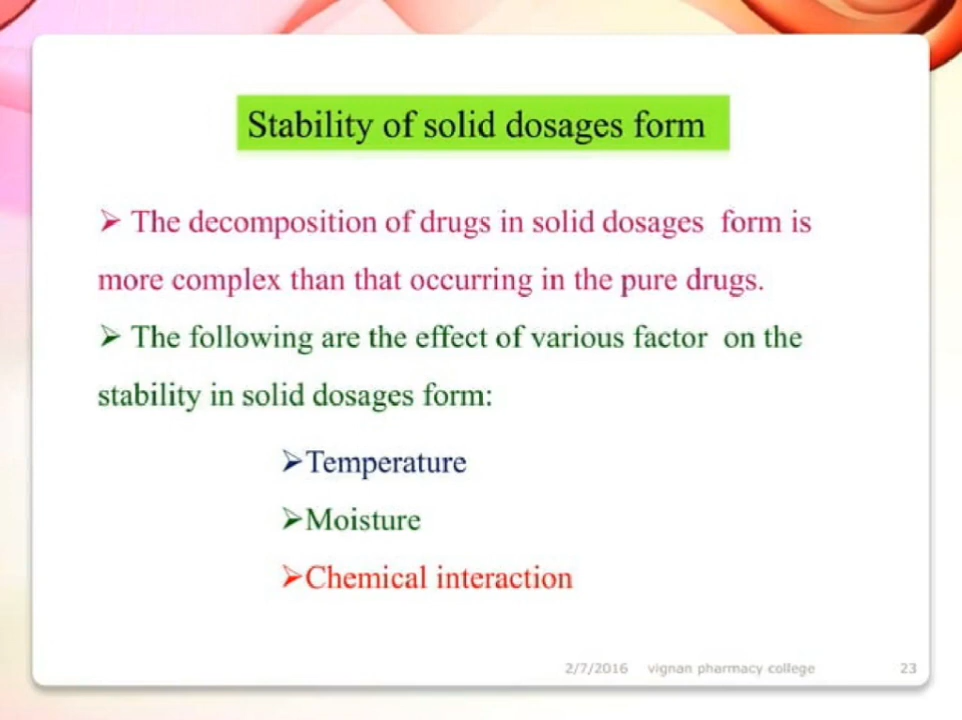 Stability of solid dosages form
➢ The decomposition of drugs in solid dosages form is
more complex than that occurring in the pure drugs.
➢ The following are the effect of various factor on the
stability in solid dosages form:
➢Temperature
➢Moisture
➢Chemical interaction
2/7/2016 vignan pharmacy college 23